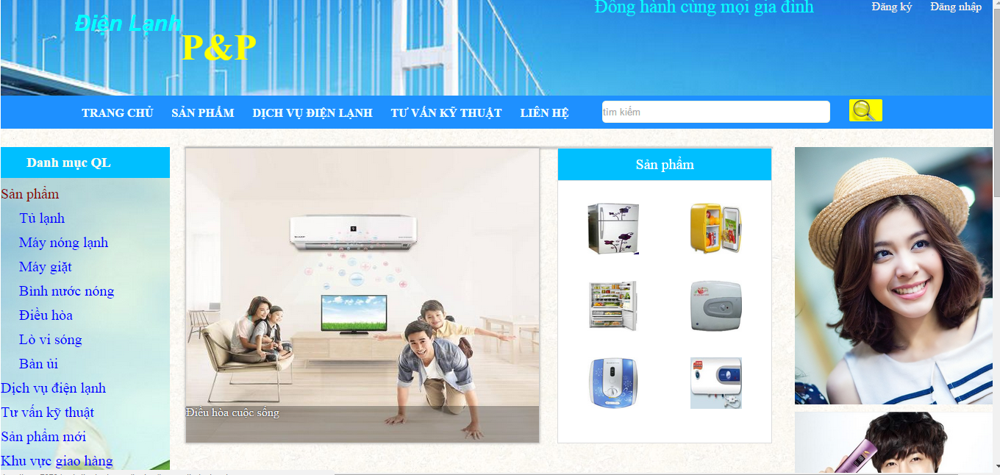 Đồng hành cùng mọi gia đình
Đăng ký Đăng nhập
Điện Lạnh
P&P
TRANG CHỦ SẢN PHẨM DỊCH VỤ ĐIỆN LẠNH TƯ VẤN KỸ THUẬT LIÊN HỆ tìm kiếm
Danh mục QL
Sản phẩm
Tủ lạnh
Máy nóng lạnh
Máy giặt
Bình nước nóng
Điều hòa
Lò vi sóng
Bàn ủi
Dịch vụ điện lạnh
Tư vấn kỹ thuật
Sản phẩm mới
Khu vực giao hàng
Điều hòa cuộc sống
Sản phẩm